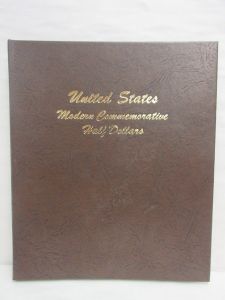 United States
Modern Commemorative
Half Dollars